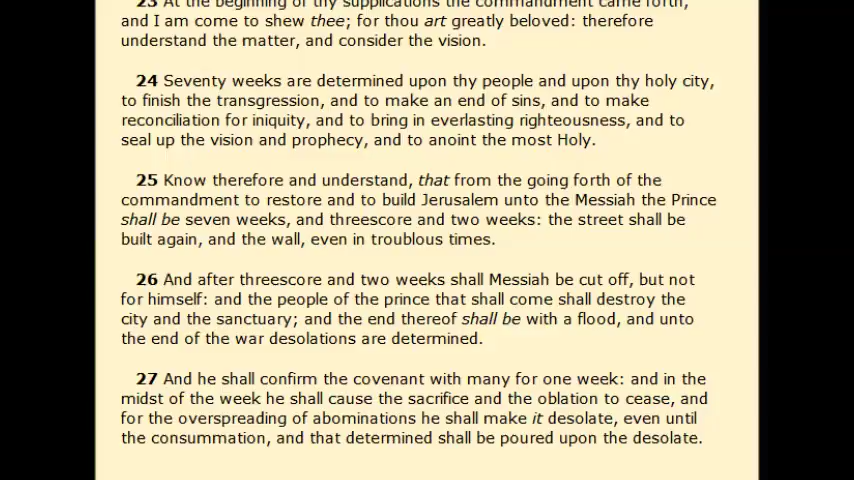 23 At the beginning of thy supplications the commandment came forth,
and I am come to shew thee; for thou art greatly beloved: therefore
understand the matter, and consider the vision.
24 Seventy weeks are determined upon thy people and upon thy holy city,
to finish the transgression, and to make an end of sins, and to make
reconciliation for iniquity, and to bring in everlasting righteousness, and to
seal up the vision and prophecy, and to anoint the most Holy.
25 Know therefore and understand, that from the going forth of the
commandment to restore and to build Jerusalem unto the Messiah the Prince
shall be seven weeks, and threescore and two weeks: the street shall be
built again, and the wall, even in troublous times.
26 And after threescore and two weeks shall Messiah be cut off, but not
for himself: and the people of the prince that shall come shall destroy the
city and the sanctuary; and the end thereof shall be with a flood, and unto
the end of the war desolations are determined.
27 And he shall confirm the covenant with many for one week: and in the
midst of the week he shall cause the sacrifice and the oblation to cease, and
for the overspreading of abominations he shall make it desolate, even until
the consummation, and that determined shall be poured upon the desolate.